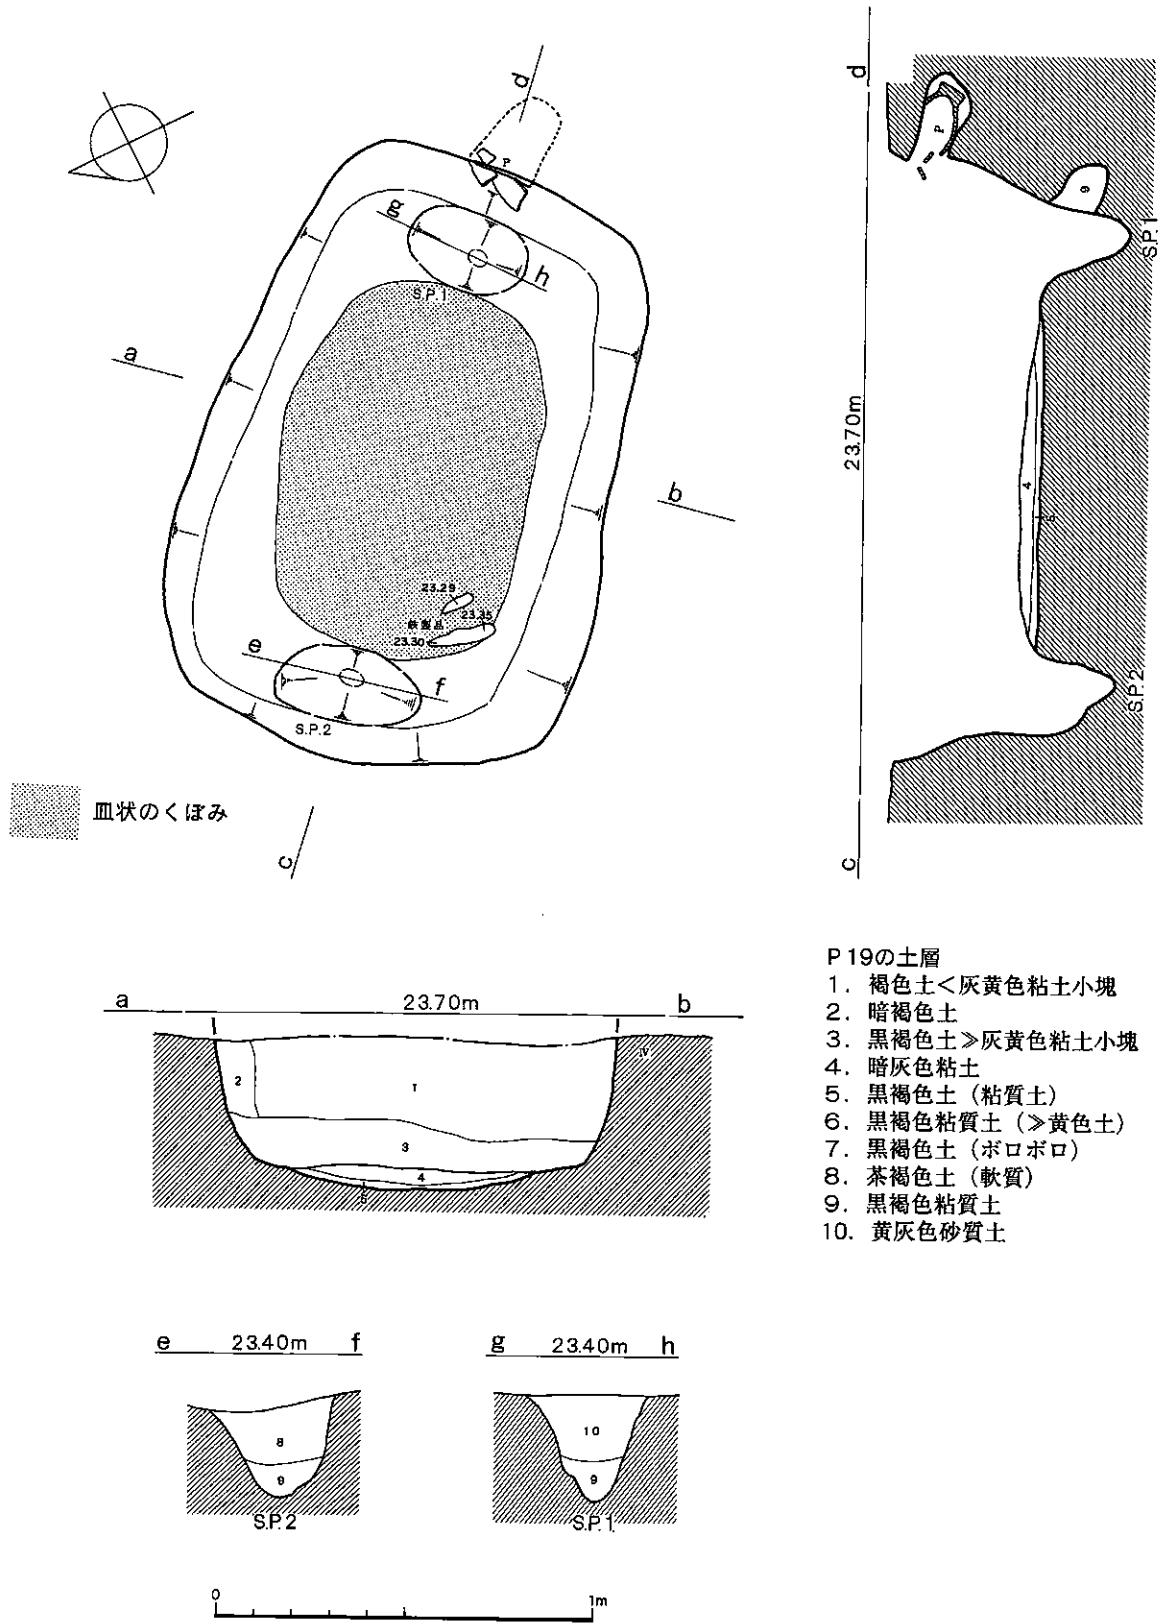 d
P
g
h
S.P.1
a
b
23.29
鉄製品
23.35
23.30
e
f
S.P.2
皿状のくぼみ
c
d
P
9
S.P.1
23.70m
4
5
S.P.2
c
a 23.70m b
V
2
1
3
4
5
P19の土層
1. 褐色土<灰黄色粘土小塊
2. 暗褐色土
3. 黒褐色土≫灰黄色粘土小塊
4. 暗灰色粘土
5. 黒褐色土（粘質土）
6. 黒褐色粘質土（≫黄色土）
7. 黒褐色土（ボロボロ）
8. 茶褐色土（軟質）
9. 黒褐色粘質土
10. 黄灰色砂質土
e 23.40m f
8
9
S.P.2
g 23.40m h
10
9
S.P.1
0 1m